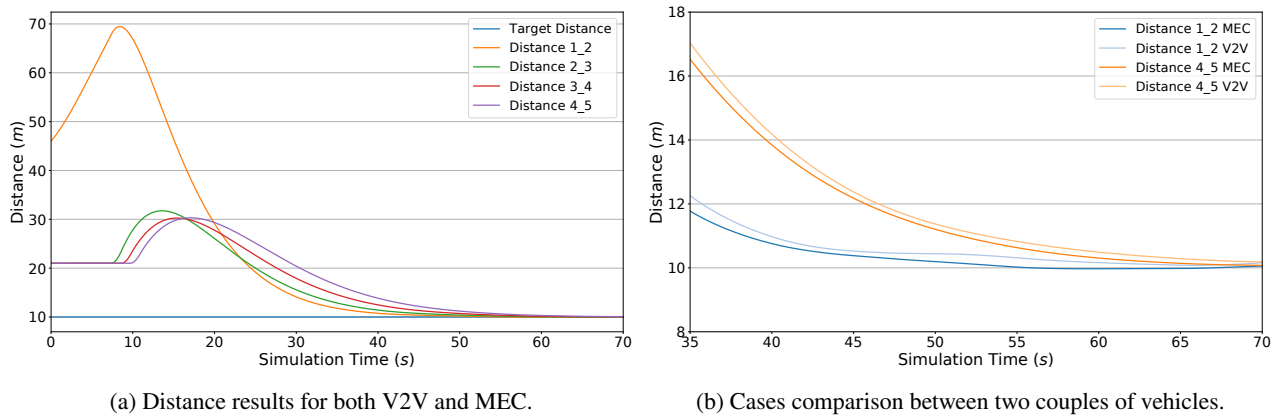 70
60
50
40
30
20
10
Distance (m)
0 10 20 30 40 50 60 70
Simulation Time (s)
Target Distance
Distance 1_2
Distance 2_3
Distance 3_4
Distance 4_5
(a) Distance results for both V2V and MEC.
18
16
14
12
10
8
Distance (m)
35 40 45 50 55 60 65 70
Simulation Time (s)
Distance 1_2 MEC
Distance 1_2 V2V
Distance 4_5 MEC
Distance 4_5 V2V
(b) Cases comparison between two couples of vehicles.